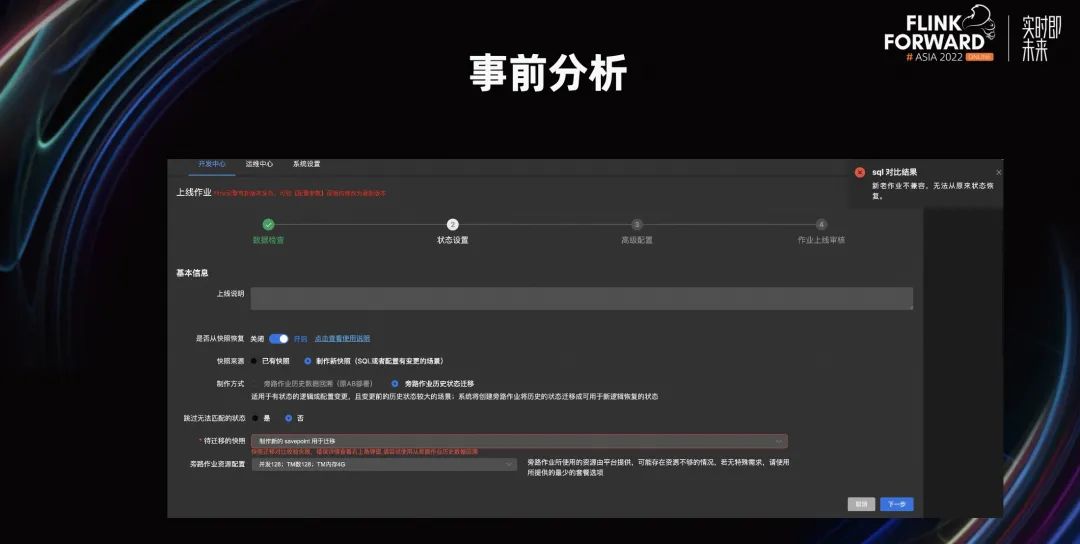 FLINK
FORWARD
# ASIA 2022 ONLINE
实时即
未来
事前分析
开发中心 运维中心 系统设置
sql 对比结果
新老作业不兼容，无法从原来状态恢
复。
上线作业
2 3 4
数据检查 状态设置 高级配置 作业上线审核
基本信息
上线说明
是否从快照恢复 关闭 开启 点击查看使用说明
快照来源 已有快照 制作新快照（SQL或者配置有变更的场景）
制作方式 旁路作业历史数据回溯（原AB部署） 旁路作业历史状态迁移
适用于有状态的逻辑或配置变更，且变更前的历史状态较大的场景；系统将创建旁路作业将历史的状态迁移成可用于新逻辑恢复的状态
跳过无法匹配的状态 是 否
* 待迁移的快照 制作新的 savepoint 用于迁移
旁路作业资源配置 并发128；TM数128；TM内存4G 旁路作业所使用的资源由平台提供，可能存在资源不够的情况，若无特殊需求，请使用
所提供的最少的套餐选项
取消 下一步